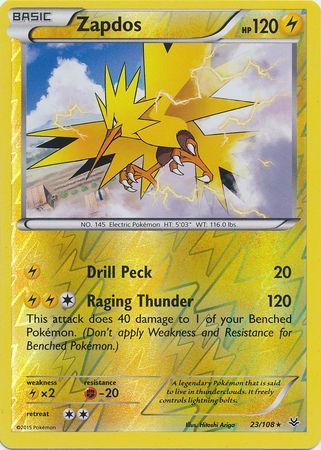 BASIC
Zapdos
HP 120
NO. 145 Electric Pokémon HT: 5'03" WT: 116.0 lbs.
Drill Peck 20
Raging Thunder 120
This attack does 40 damage to 1 of your Benched
Pokémon. (Don't apply Weakness and Resistance for
Benched Pokémon.)
weakness
×2
resistance
-20
retreat
A legendary Pokémon that is said
to live in thunderclouds. It freely
controls lightning bolts.
©2015 Pokémon
Illus. Hitoshi Ariga
23/108 ★